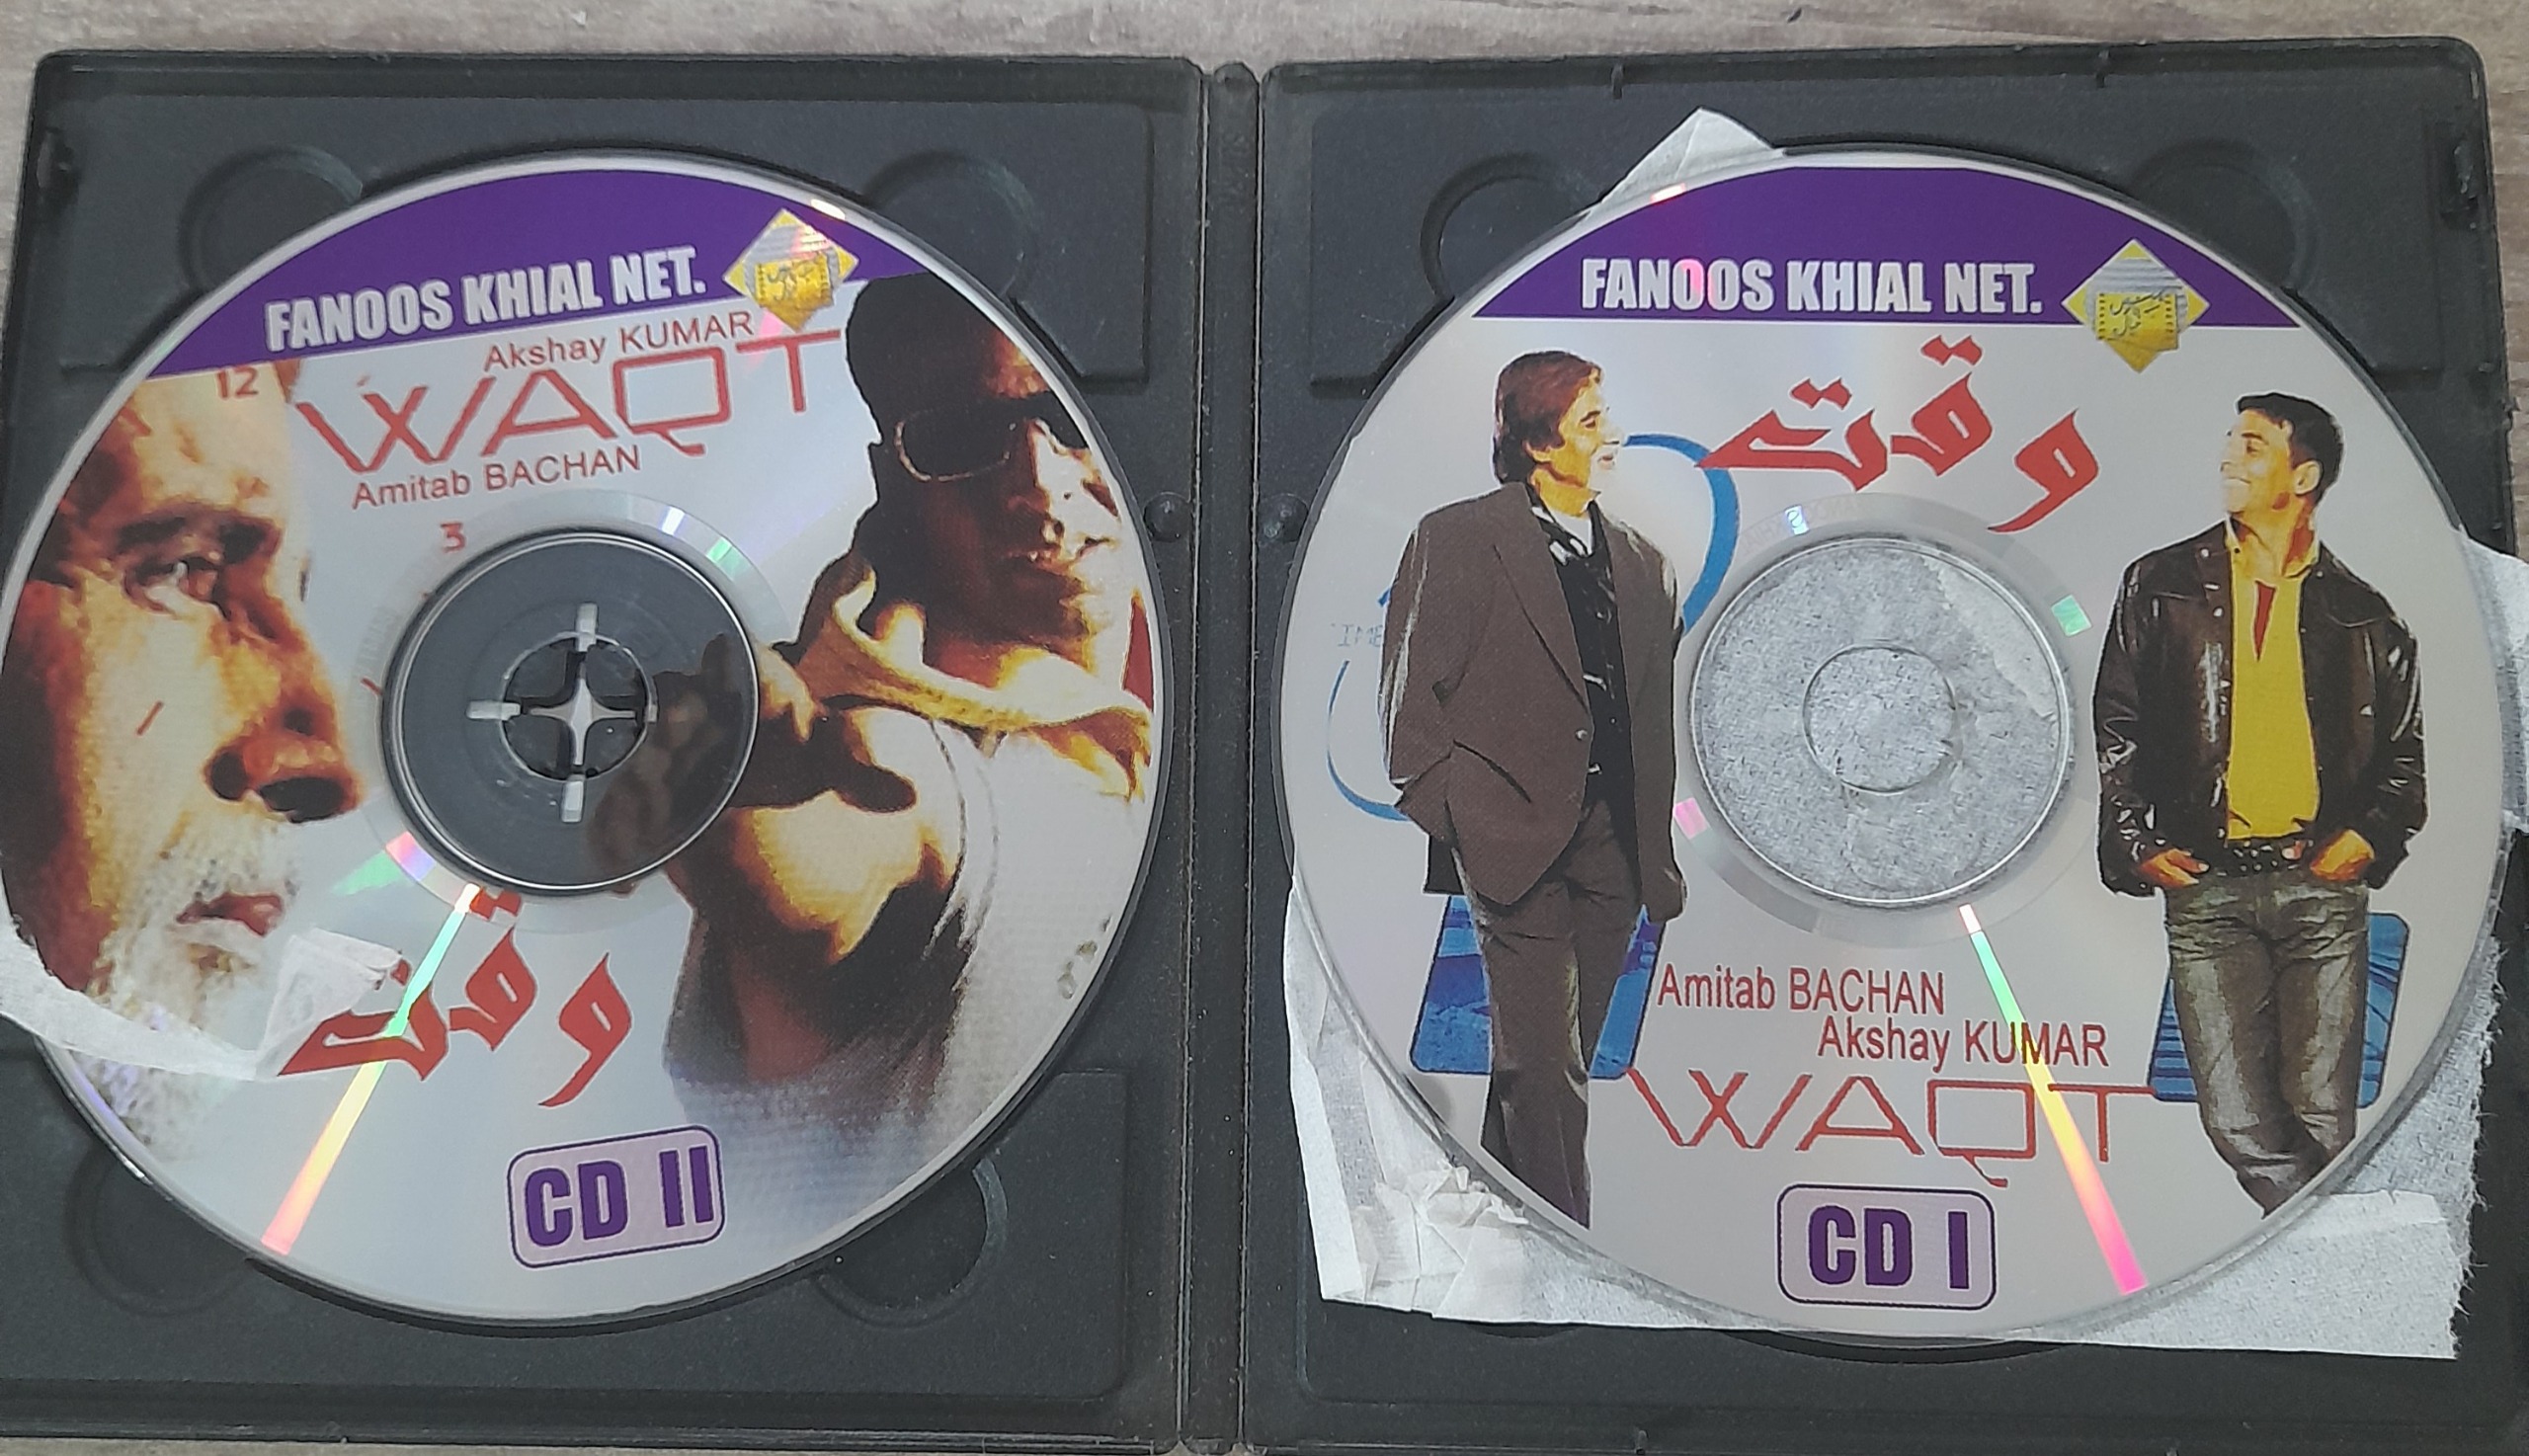 FANOOS KHIAL NET.
12
Akshay KUMAR
WAQT
Amitab BACHAN
3
وقت
CD II
FANOOS KHIAL NET.
وقت
Amitab BACHAN
Akshay KUMAR
WAQT
CD I